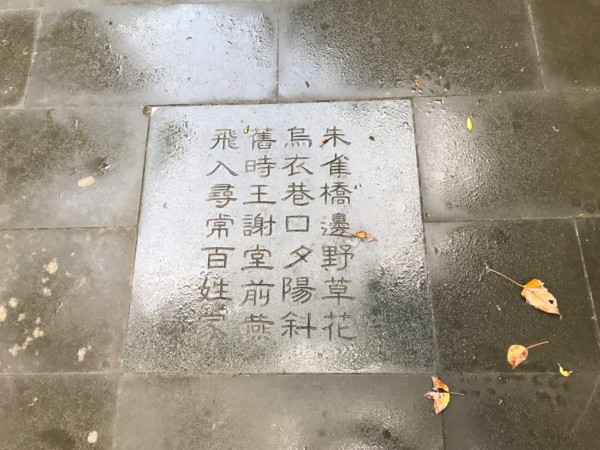 朱雀橋邊野草花
烏衣巷口夕陽斜
舊時王謝堂前燕
飛入尋常百姓家